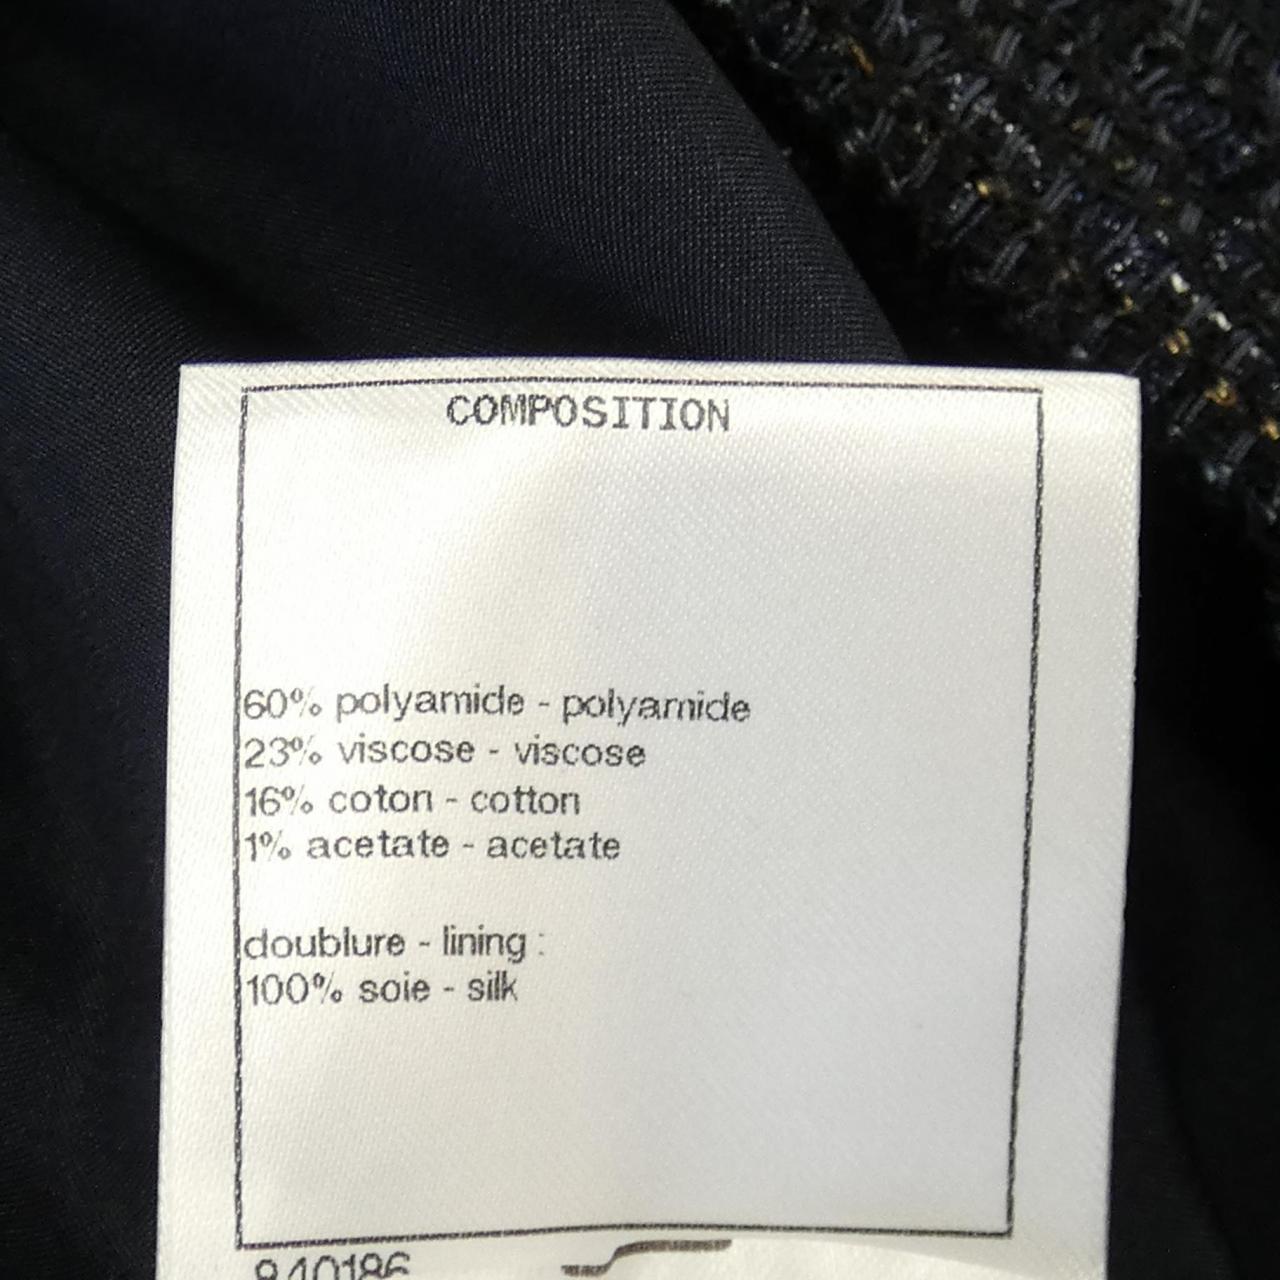 COMPOSITION
60% polyamide - polyamide
23% viscose - viscose
16% coton - cotton
1% acetate - acetate
doublure - lining :
100% soie - silk